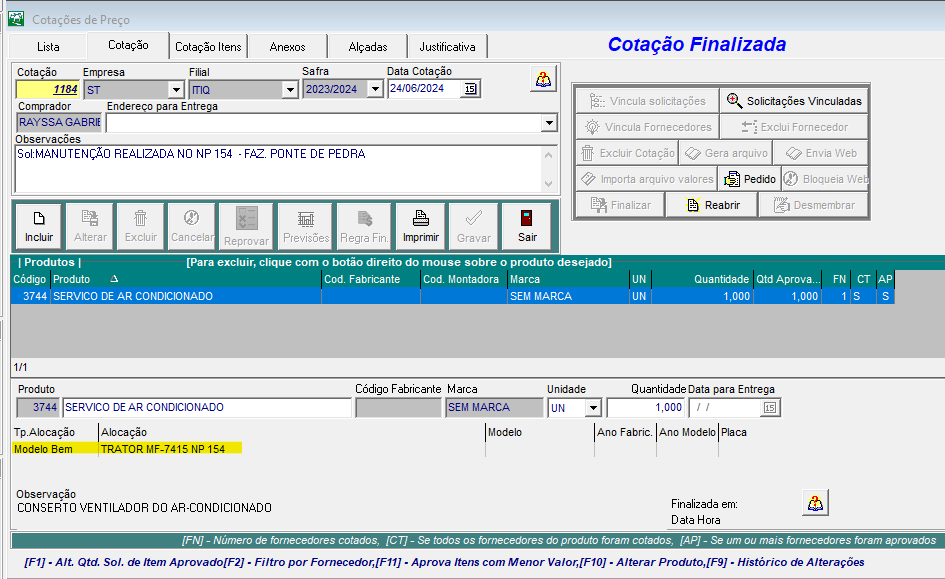 Cotações de Preço
Lista Cotação Cotação Itens Anexos Alçadas Justificativa
Cotação Finalizada
Cotação Empresa Filial Safra Data Cotação
1184 ST ITIQ 2023/2024 24/06/2024 15
Comprador Endereço para Entrega
RAYSSA GABRIE
Observações
Sol:MANUTENÇÃO REALIZADA NO NP 154 - FAZ. PONTE DE PEDRA
Vincula solicitações Solicitações Vinculadas
Vincula Fornecedores Exclui Fornecedor
Excluir Cotação Gera arquivo Envia Web
Importa arquivo valores Pedido Bloqueia Web
Finalizar Reabrir Desmembrar
Incluir Alterar Excluir Cancelar Reprovar Previsões Regra Fin. Imprimir Gravar Sair
| Produtos | [Para excluir, clique com o botão direito do mouse sobre o produto desejado]
Código Produto Δ Cod. Fabricante Cod. Montadora Marca UN Quantidade Qtd Aprova... FN CT AP
3744 SERVICO DE AR CONDICIONADO SEM MARCA UN 1,000 1,000 1 S S
1/1
Produto Código Fabricante Marca Unidade Quantidade Data para Entrega
3744 SERVICO DE AR CONDICIONADO SEM MARCA UN 1,000 / / 15
Tp.Alocação Alocação Modelo Ano Fabric. Ano Modelo Placa
Modelo Bem TRATOR MF-7415 NP 154
Observação
CONSERTO VENTILADOR DO AR-CONDICIONADO
Finalizada em:
Data Hora
[FN] - Número de fornecedores cotados, [CT] - Se todos os fornecedores do produto foram cotados, [AP] - Se um ou mais fornecedores foram aprovados
[F1] - Alt. Qtd. Sol. de Item Aprovado[F2] - Filtro por Fornecedor,[F11] - Aprova Itens com Menor Valor,[F10] - Alterar Produto,[F9] - Histórico de Alterações